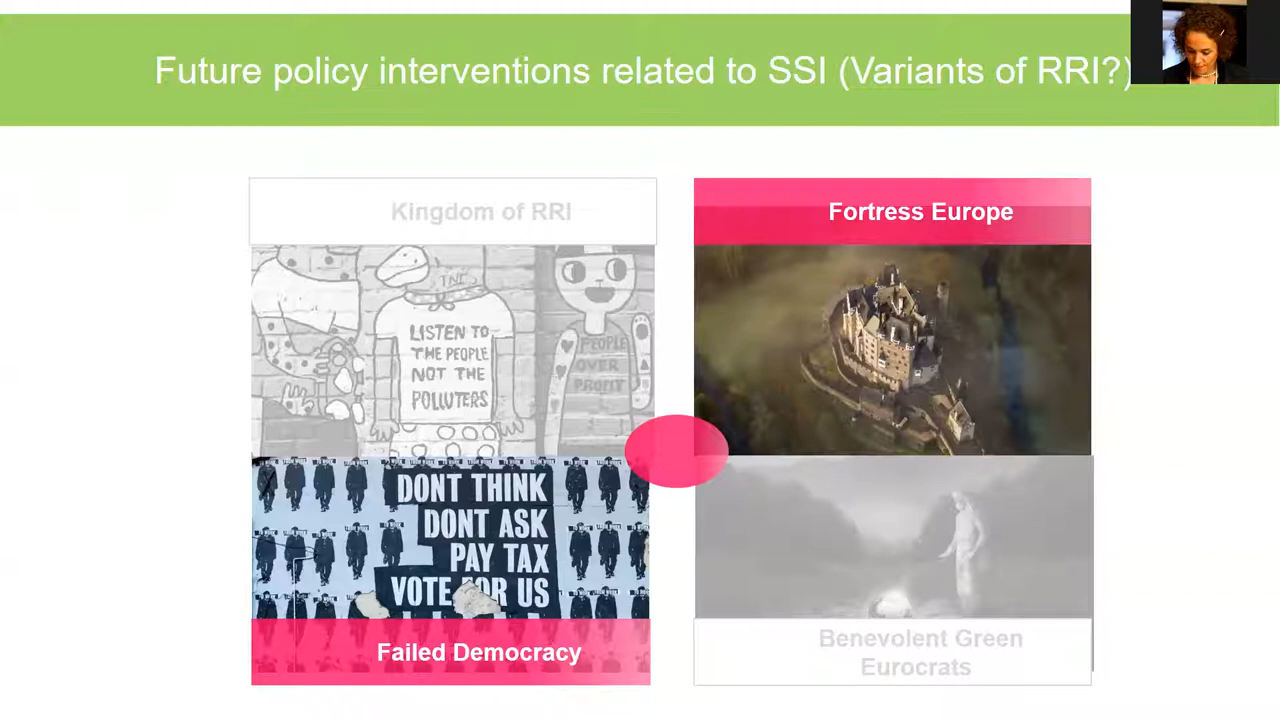 Future policy interventions related to SSI (Variants of RRI?)
Kingdom of RRI
Fortress Europe
TNT
LISTEN TO
THE PEOPLE
NOT THE
POLLUTERS
PEOPLE
OVER
PROFIT
DONT THINK
DONT ASK
PAY TAX
VOTE FOR US
Failed Democracy
Benevolent Green
Eurocrats